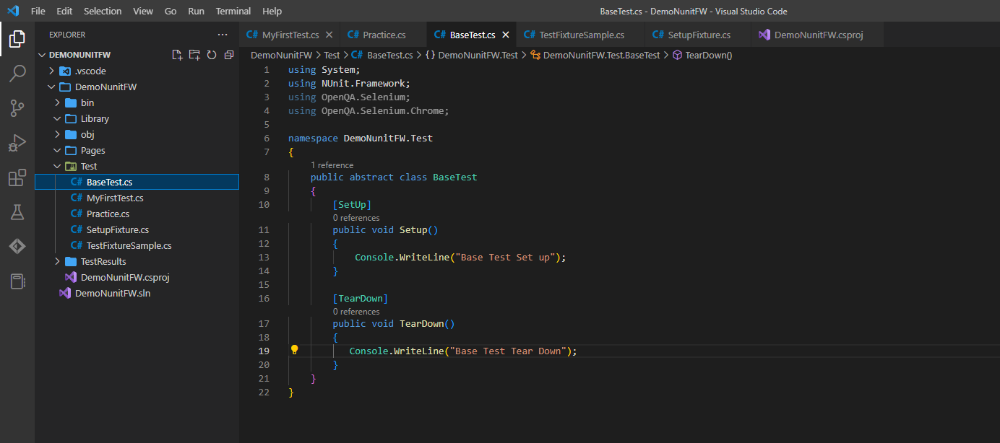 File Edit Selection View Go Run Terminal Help BaseTest.cs - DemoNunitFW - Visual Studio Code
EXPLORER ···
DEMONUNITFW
.vscode
DemoNunitFW
bin
Library
obj
Pages
Test
C# BaseTest.cs
C# MyFirstTest.cs
C# Practice.cs
C# SetupFixture.cs
C# TestFixtureSample.cs
TestResults
DemoNunitFW.csproj
DemoNunitFW.sln
C# MyFirstTest.cs C# Practice.cs C# BaseTest.cs C# TestFixtureSample.cs C# SetupFixture.cs DemoNunitFW.csproj
DemoNunitFW > Test > C# BaseTest.cs > {} DemoNunitFW.Test > DemoNunitFW.Test.BaseTest > TearDown()
1 using System;
2 using NUnit.Framework;
3 using OpenQA.Selenium;
4 using OpenQA.Selenium.Chrome;
5
6 namespace DemoNunitFW.Test
7 {
1 reference
8 public abstract class BaseTest
9 {
10 [SetUp]
0 references
11 public void Setup()
12 {
13 Console.WriteLine("Base Test Set up");
14 }
15
16 [TearDown]
0 references
17 public void TearDown()
18 {
19 Console.WriteLine("Base Test Tear Down");
20 }
21 }
22 }